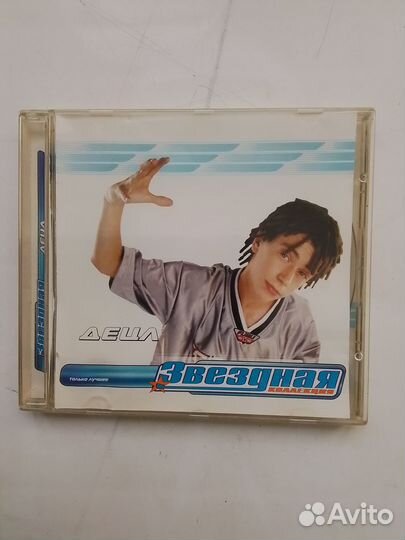 ДЕЦЛ
только лучшее
Звездная
коллекция
ДЕЦЛ
Avito